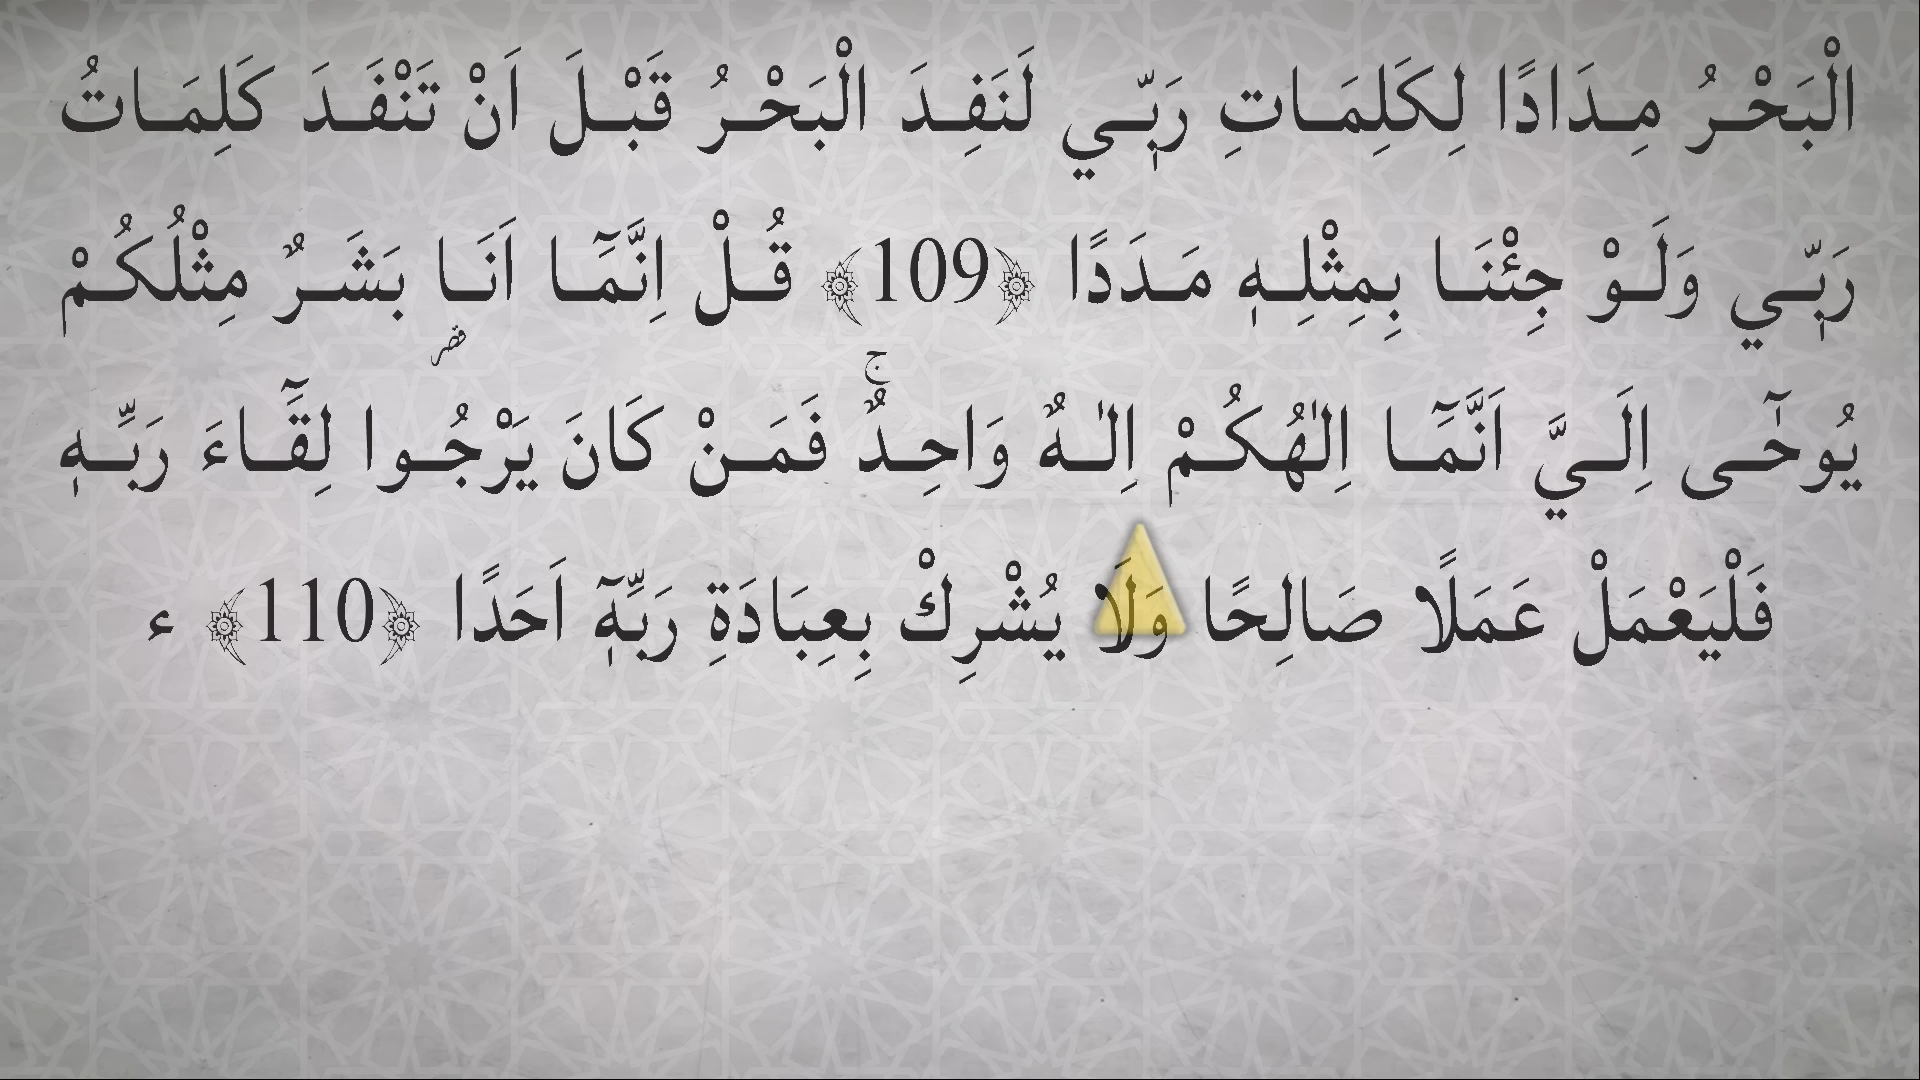 الْبَحْرُ مِدَادًا لِكَلِمَاتِ رَبّ۪ي لَنَفِدَ الْبَحْرُ قَبْلَ اَنْ تَنْفَدَ كَلِمَاتُ
رَبّ۪ي وَلَوْ جِئْنَا بِمِثْلِه۪ مَدَدًا ﴿109﴾ قُلْ اِنَّمَٓا اَنَا۬ بَشَرٌ مِثْلُكُمْ
يُوحٰٓى اِلَيَّ اَنَّمَٓا اِلٰهُكُمْ اِلٰهٌ وَاحِدٌۚ فَمَنْ كَانَ يَرْجُوا لِقَٓاءَ رَبِّه۪
فَلْيَعْمَلْ عَمَلًا صَالِحًا وَلَا يُشْرِكْ بِعِبَادَةِ رَبِّه۪ٓ اَحَدًا ﴿110﴾ ء